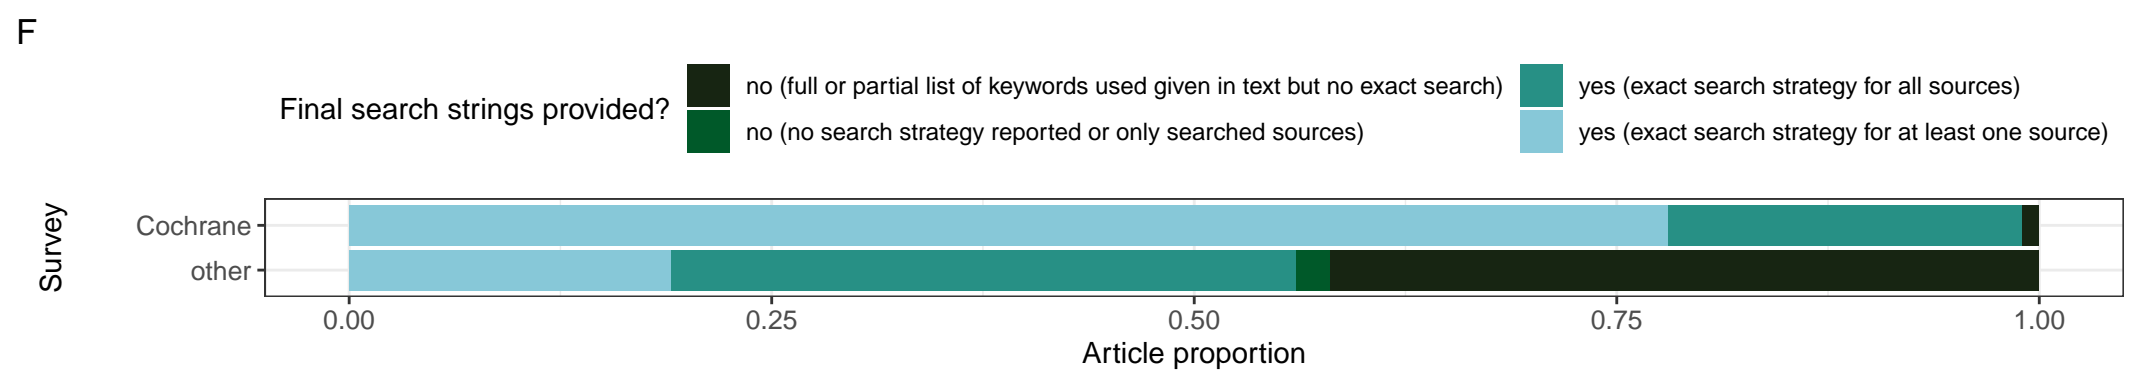 F
Final search strings provided?
no (full or partial list of keywords used given in text but no exact search)
no (no search strategy reported or only searched sources)
yes (exact search strategy for all sources)
yes (exact search strategy for at least one source)
Survey
Cochrane
other
0.00 0.25 0.50 0.75 1.00
Article proportion